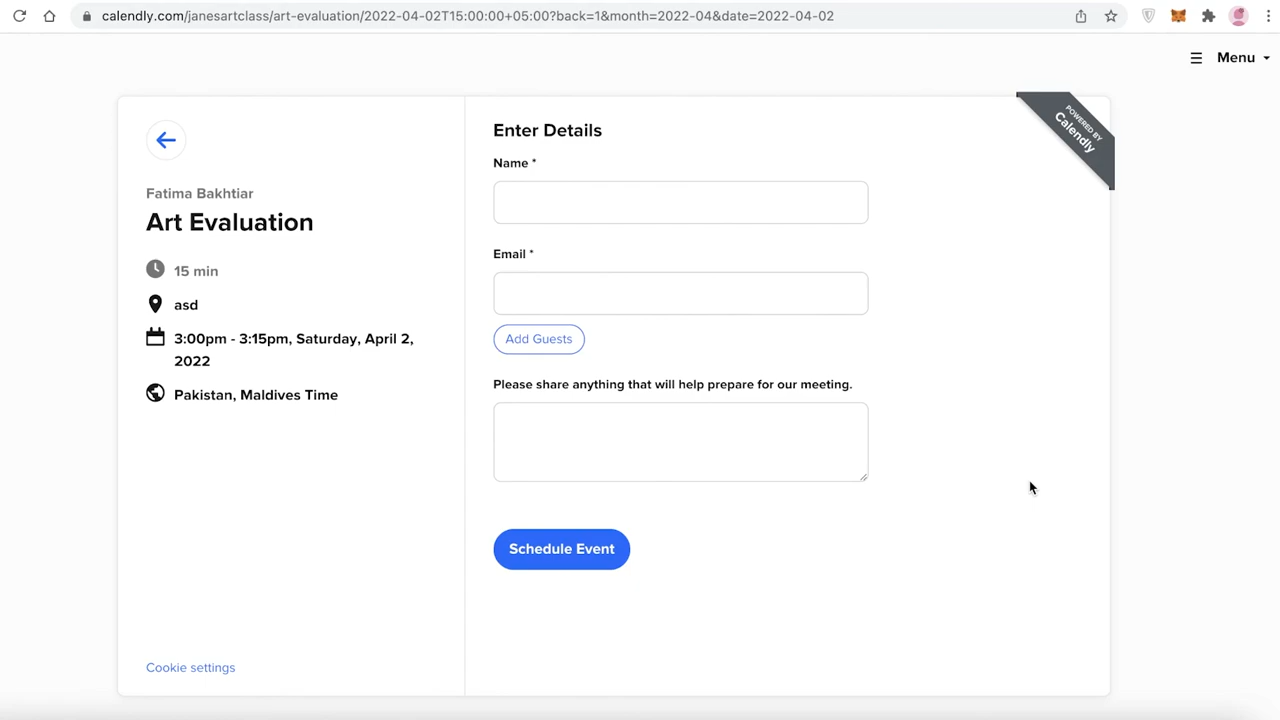 calendly.com/janesartclass/art-evaluation/2022-04-02T15:00:00+05:00?back=1&month=2022-04&date=2022-04-02
Menu
POWERED BY
Calendly
Fatima Bakhtiar
Art Evaluation
15 min
asd
3:00pm - 3:15pm, Saturday, April 2,
2022
Pakistan, Maldives Time
Cookie settings
Enter Details
Name *
Email *
Add Guests
Please share anything that will help prepare for our meeting.
Schedule Event